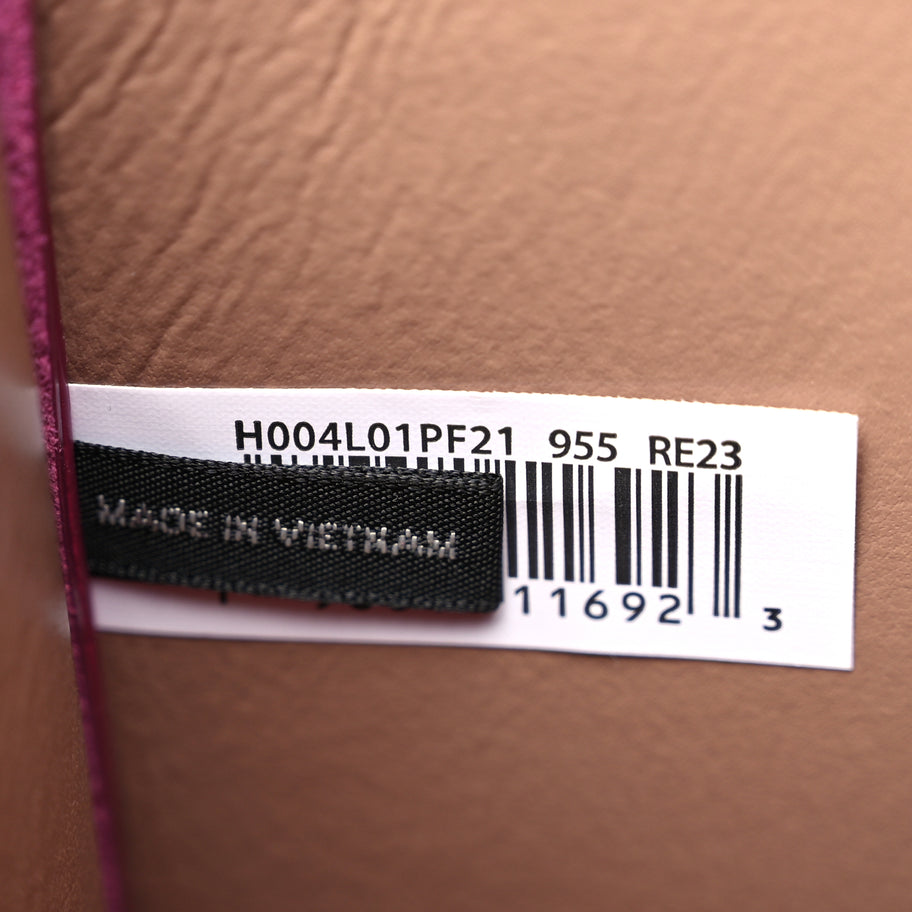 H004L01PF21 955 RE23
MADE IN VIETNAM
11692 3